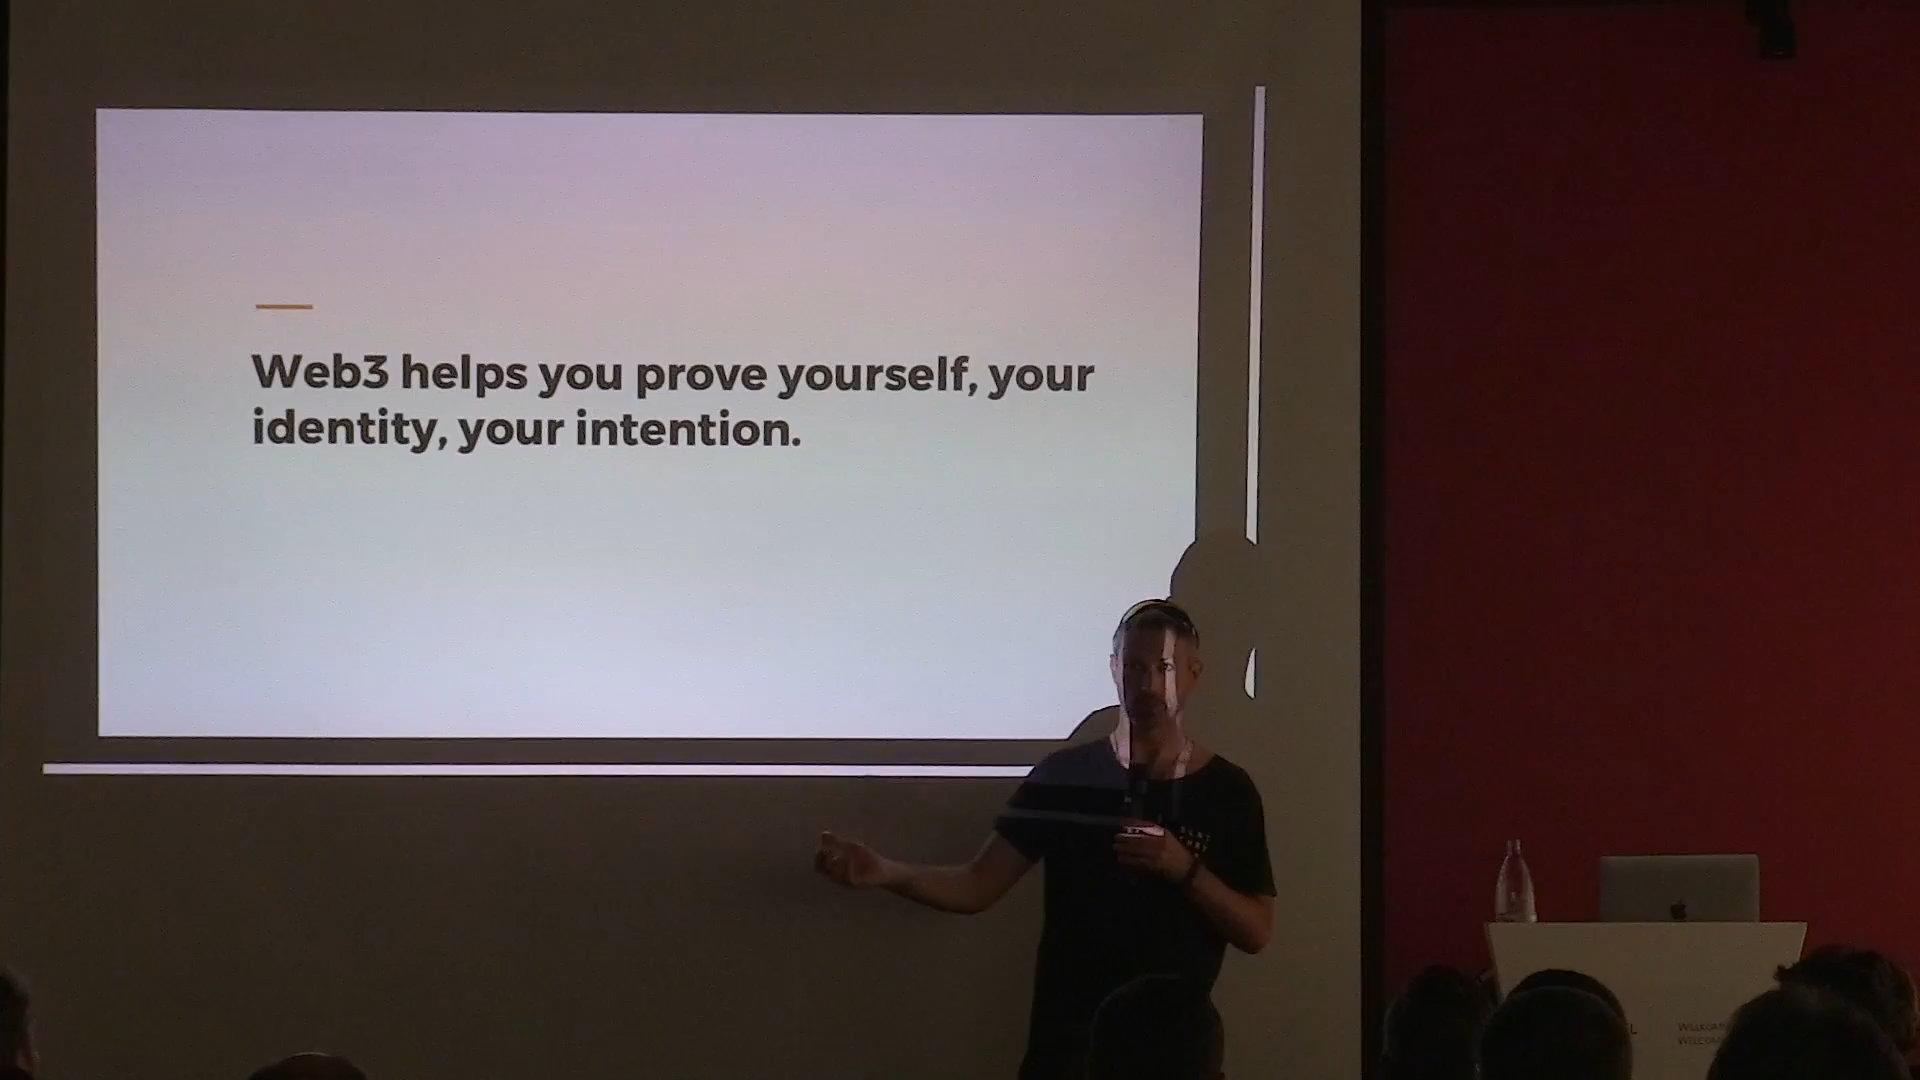 Web3 helps you prove yourself, your
identity, your intention.